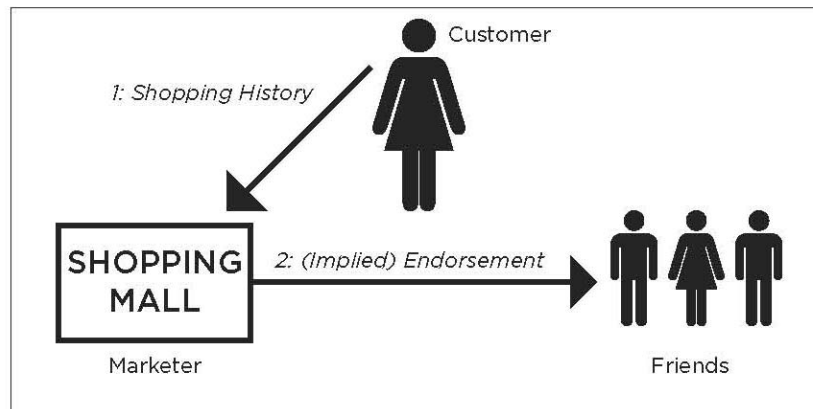 Customer
1: Shopping History
SHOPPING
MALL
2: (Implied) Endorsement
Marketer
Friends